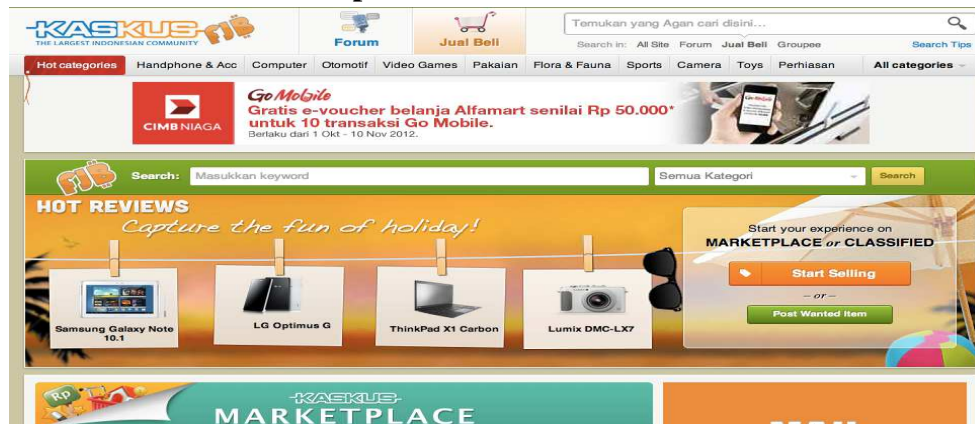 KASKUS FJB
THE LARGEST INDONESIAN COMMUNITY
Forum
Jual Beli
Temukan yang Agan cari disini...
Search in: All Site Forum Jual Beli Groupee
Search Tips
Hot categories Handphone & Acc Computer Otomotif Video Games Pakaian Flora & Fauna Sports Camera Toys Perhiasan All categories
CIMB NIAGA
Go Mobile
Gratis e-voucher belanja Alfamart senilai Rp 50.000*
untuk 10 transaksi Go Mobile.
Berlaku dari 1 Okt - 10 Nov 2012.
FJB Search: Masukkan keyword Semua Kategori Search
HOT REVIEWS
Capture the fun of holiday!
Samsung Galaxy Note
10.1
LG Optimus G
ThinkPad X1 Carbon
Lumix DMC-LX7
Start your experience on
MARKETPLACE or CLASSIFIED
Start Selling
- or -
Post Wanted Item
Rp
KASKUS
MARKETPLACE